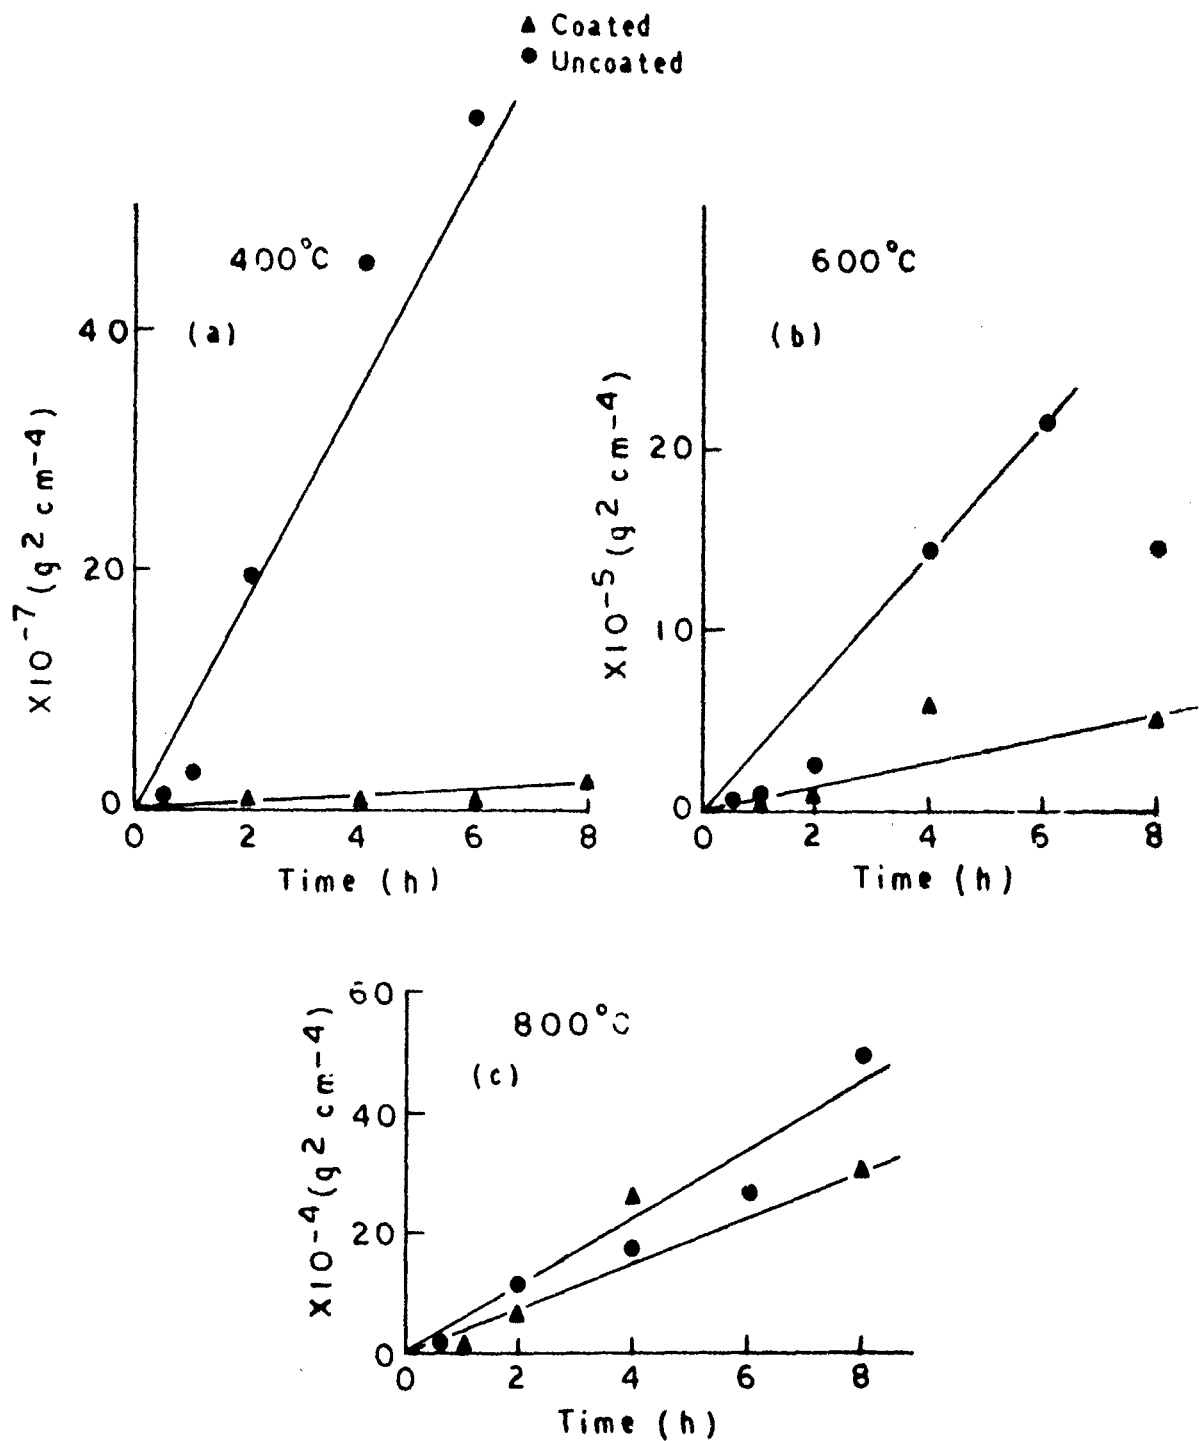 ▲ Coated
● Uncoated
400°C
(a)
X10-7 (g2 cm-4)
40
20
0
0 2 4 6 8
Time (h)
600°C
(b)
X10-5 (g2 cm-4)
20
10
0
0 2 4 6 8
Time (h)
800°C
(c)
X10-4 (g2 cm-4)
60
40
20
0
0 2 4 6 8
Time (h)